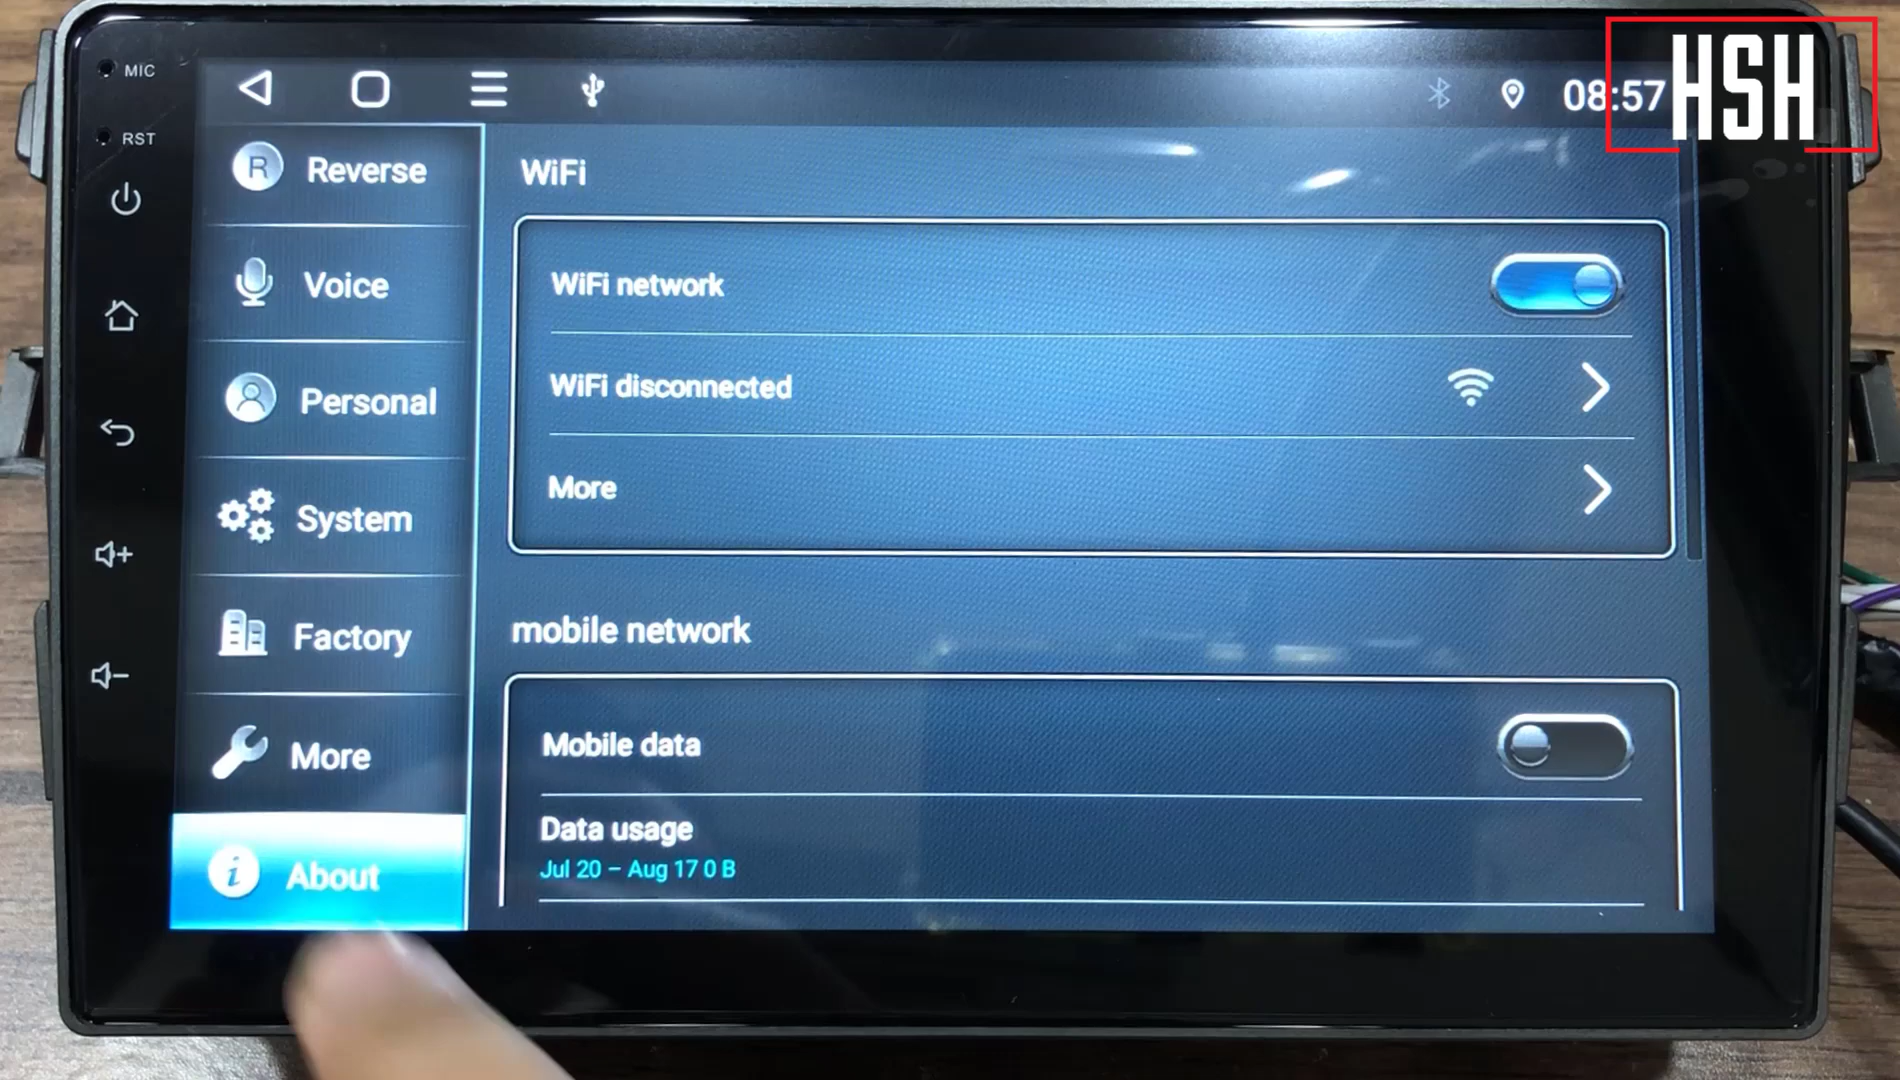 MIC
RST
08:57
HSH
R Reverse
Voice
Personal
System
Factory
More
i About
WiFi
WiFi network
WiFi disconnected
More
mobile network
Mobile data
Data usage
Jul 20 – Aug 17 0 B